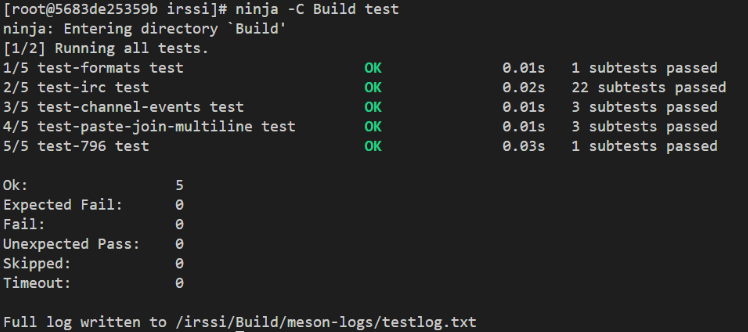 [root@5683de25359b irssi]# ninja -C Build test
ninja: Entering directory `Build'
[1/2] Running all tests.
1/5 test-formats test                    OK              0.01s   1 subtests passed
2/5 test-irc test                        OK              0.02s   22 subtests passed
3/5 test-channel-events test             OK              0.01s   3 subtests passed
4/5 test-paste-join-multiline test       OK              0.01s   3 subtests passed
5/5 test-796 test                        OK              0.03s   1 subtests passed

Ok:                 5
Expected Fail:      0
Fail:               0
Unexpected Pass:    0
Skipped:            0
Timeout:            0

Full log written to /irssi/Build/meson-logs/testlog.txt